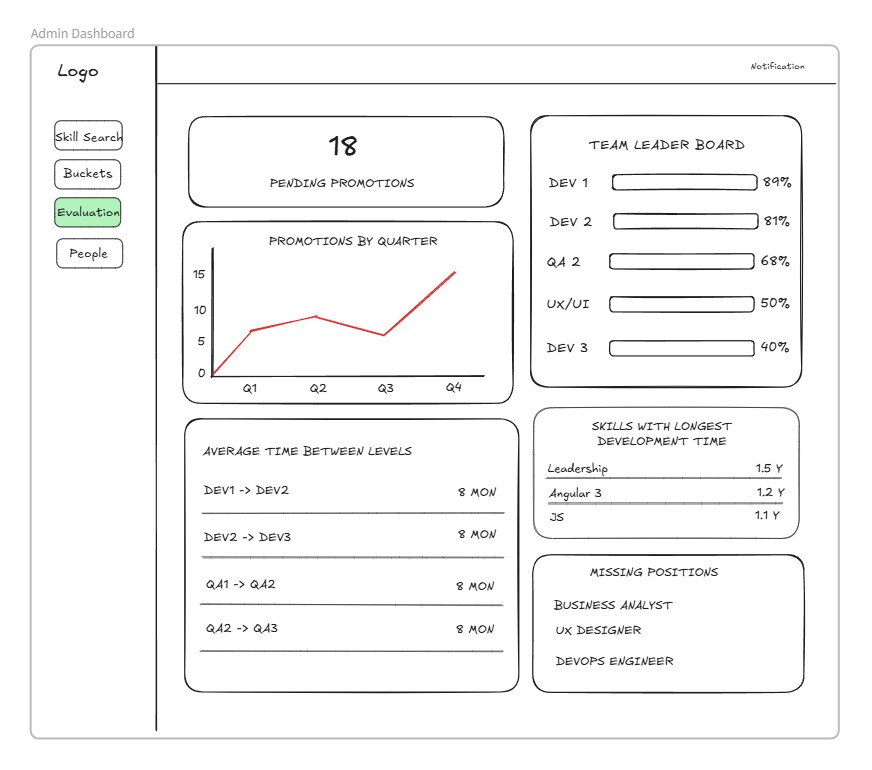 Admin Dashboard
Logo
Notification
Skill Search
Buckets
Evaluation
People
18
PENDING PROMOTIONS
PROMOTIONS BY QUARTER
15
10
5
0
Q1 Q2 Q3 Q4
AVERAGE TIME BETWEEN LEVELS
DEV1 -> DEV2 8 MON
DEV2 -> DEV3 8 MON
QA1 -> QA2 8 MON
QA2 -> QA3 8 MON
TEAM LEADER BOARD
DEV 1 89%
DEV 2 81%
QA 2 68%
UX/UI 50%
DEV 3 40%
SKILLS WITH LONGEST
DEVELOPMENT TIME
Leadership 1.5 Y
Angular 3 1.2 Y
JS 1.1 Y
MISSING POSITIONS
BUSINESS ANALYST
UX DESIGNER
DEVOPS ENGINEER